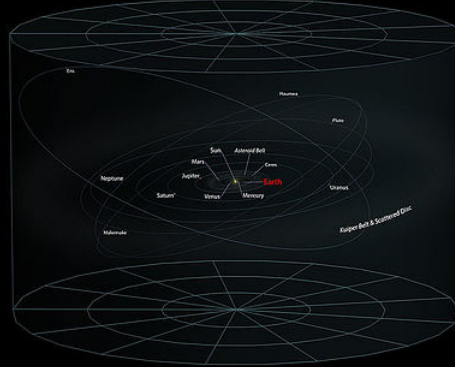 Eris
Haumea
Pluto
Sun
Asteroid Belt
Mars
Ceres
Jupiter
Earth
Neptune
Saturn
Venus
Mercury
Uranus
Kuiper Belt & Scattered Disc
Makemake